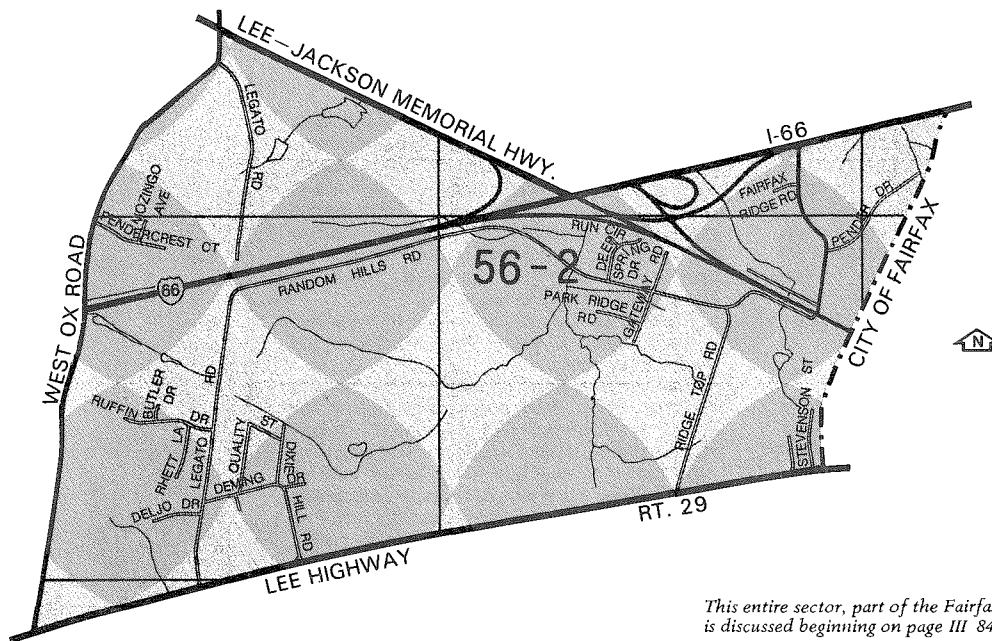 LEE-JACKSON MEMORIAL HWY.
LEGATO
RD
I-66
MOZINGO
AVE
PENDERCREST CT
FAIRFAX
RIDGE RD
PENDER DR
WEST OX ROAD
66
RANDOM HILLS RD
56-2
RUN CIR
DEER
SPRING
DR
GATEWAY RD
PARK RIDGE
RD
CITY OF FAIRFAX
N
BUTLER
DR
RUFFIN DR
RHETT LA
LEGATO RD
QUALITY ST
DIXIE
HILL RD
DEMING
DR
DELJO DR
RIDGE TOP RD
STEVENSON ST
RT. 29
LEE HIGHWAY
This entire sector, part of the Fairfa
is discussed beginning on page III 84